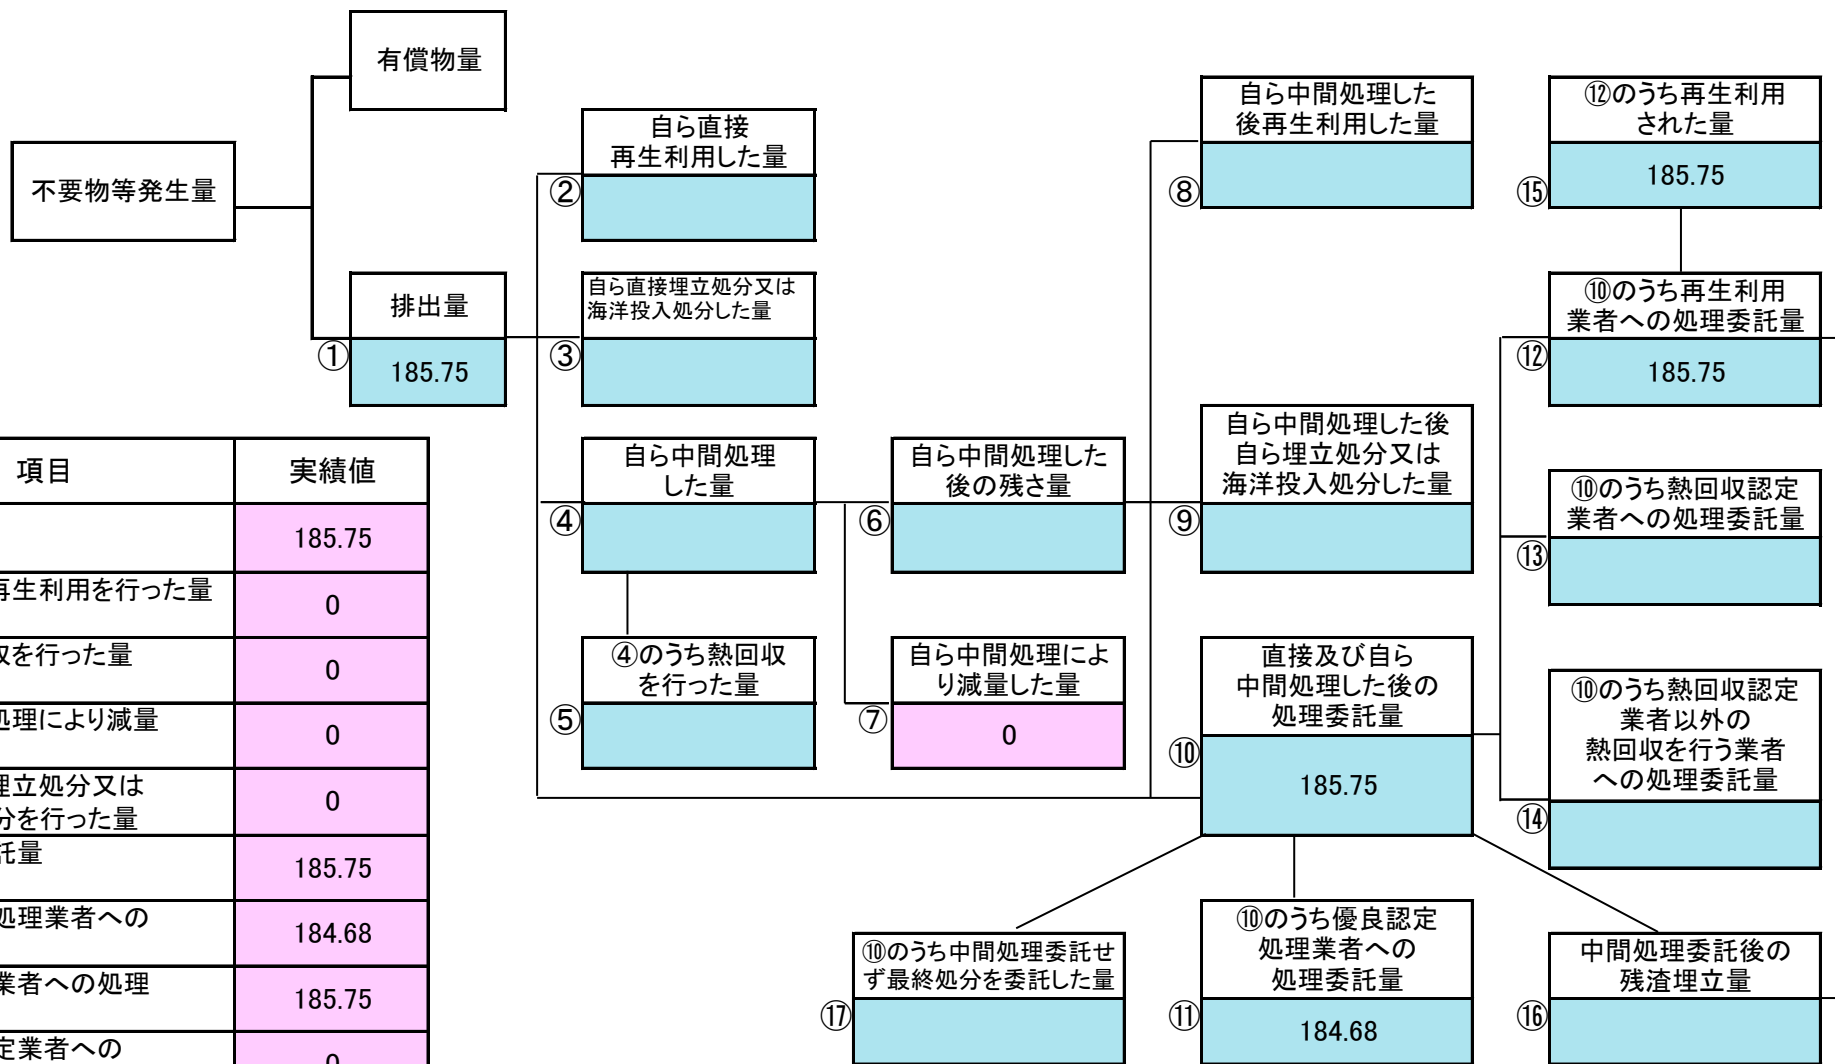 有償物量
不要物等発生量
排出量
①
185.75
自ら直接
再生利用した量
②
自ら直接埋立処分又は
海洋投入処分した量
③
自ら中間処理
した量
④
④のうち熱回収
を行った量
⑤
自ら中間処理した
後の残さ量
⑥
自ら中間処理によ
り減量した量
⑦
0
自ら中間処理した
後再生利用した量
⑧
自ら中間処理した後
自ら埋立処分又は
海洋投入処分した量
⑨
直接及び自ら
中間処理した後の
処理委託量
⑩
185.75
⑫のうち再生利用
された量
⑮
185.75
⑩のうち再生利用
業者への処理委託量
⑫
185.75
⑩のうち熱回収認定
業者への処理委託量
⑬
⑩のうち熱回収認定
業者以外の
熱回収を行う業者
への処理委託量
⑭
⑩のうち中間処理委託せ
ず最終処分を委託した量
⑰
⑩のうち優良認定
処理業者への
処理委託量
⑪
184.68
中間処理委託後の
残渣埋立量
⑯
項目 実績値
185.75
再生利用を行った量 0
を行った量 0
処理により減量 0
埋立処分又は
分を行った量 0
託量 185.75
処理業者への 184.68
業者への処理 185.75
定業者への 0